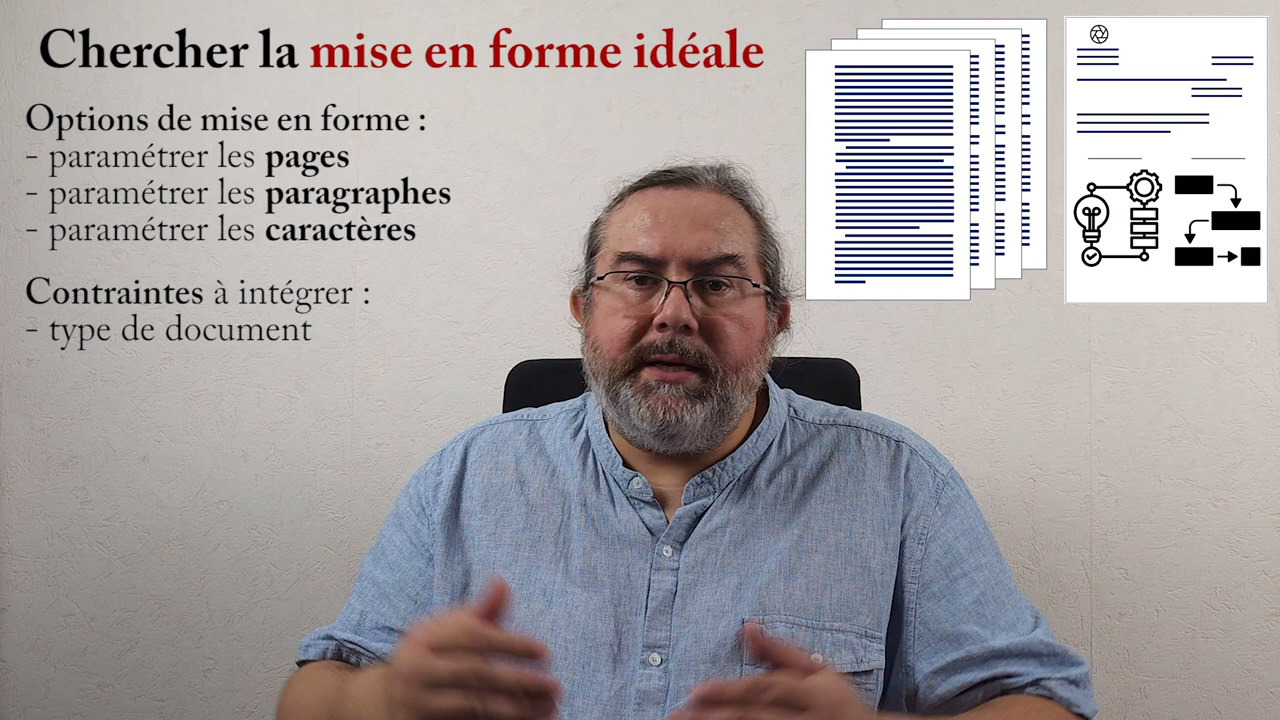 Chercher la mise en forme idéale
Options de mise en forme :
- paramétrer les pages
- paramétrer les paragraphes
- paramétrer les caractères
Contraintes à intégrer :
- type de document